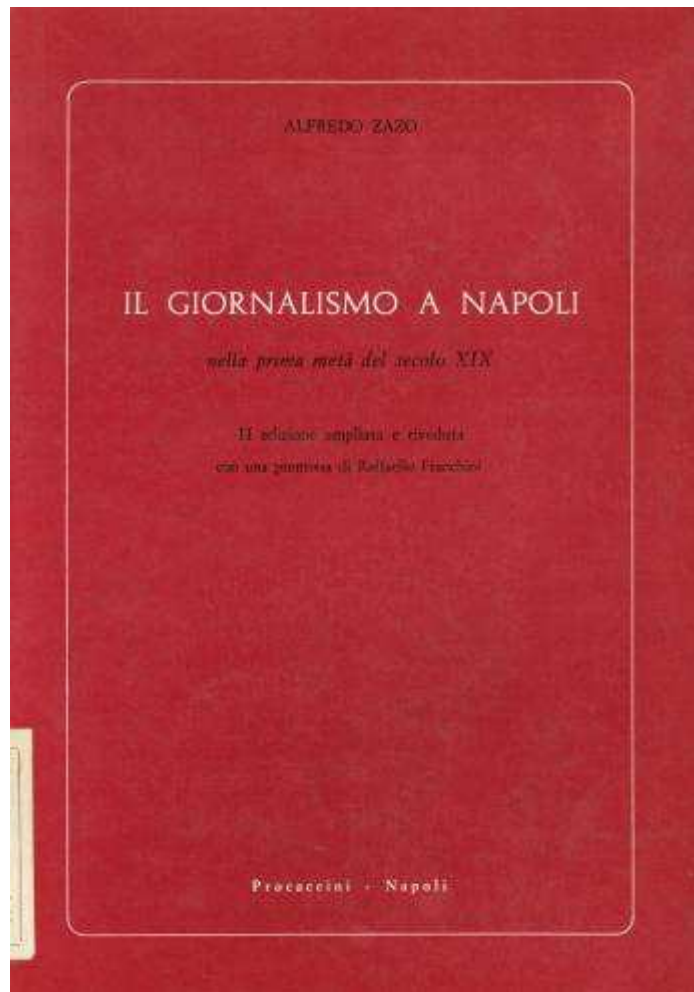 ALFREDO ZAZO
IL GIORNALISMO A NAPOLI
nella prima metà del secolo XIX
II edizione ampliata e riveduta
con una premessa di Raffaello Franchini
Procaccini - Napoli